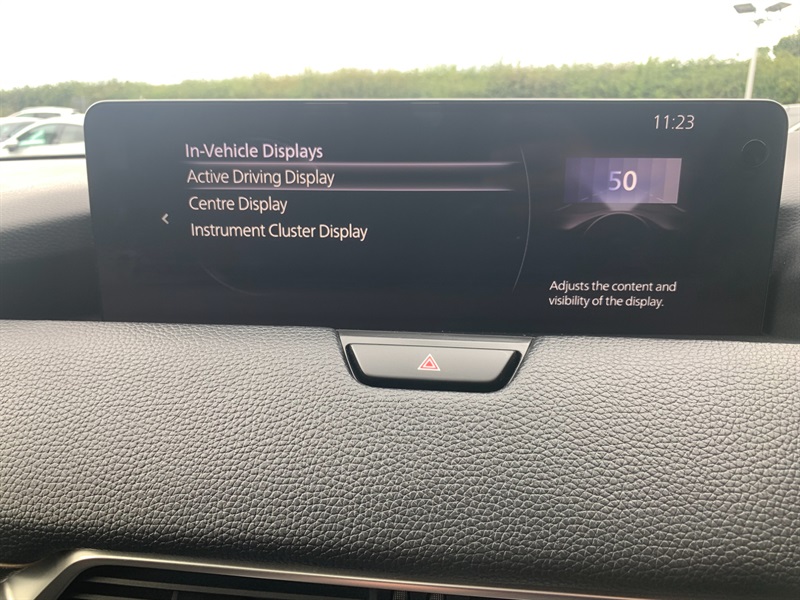 11:23
In-Vehicle Displays
Active Driving Display
Centre Display
Instrument Cluster Display
50
Adjusts the content and
visibility of the display.